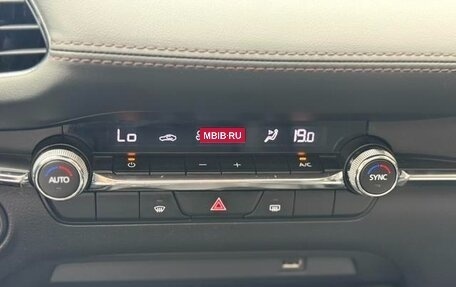 Lo MBIB·RU 19.0
− + A/C
AUTO SYNC